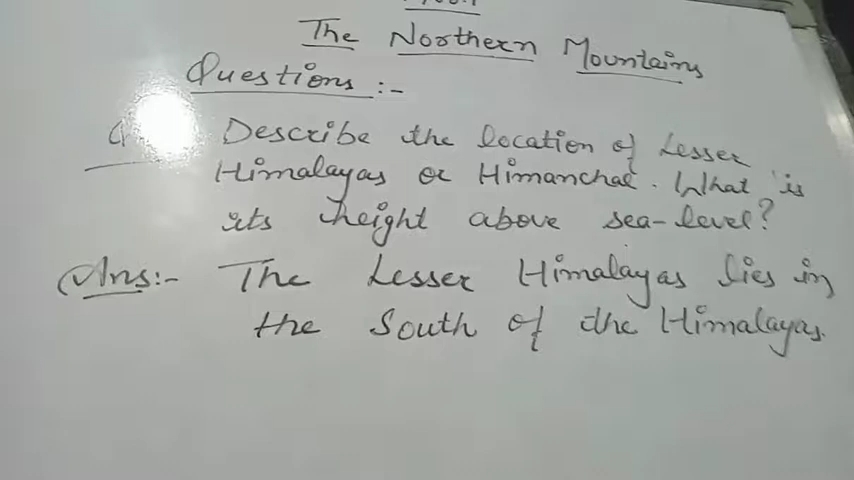 The Northern Mountains
Questions :-
Q Describe the location of Lesser
Himalayas or Himanchal. What is
its height above sea-level?
Ans:- The Lesser Himalayas lies in
the South of the Himalayas.